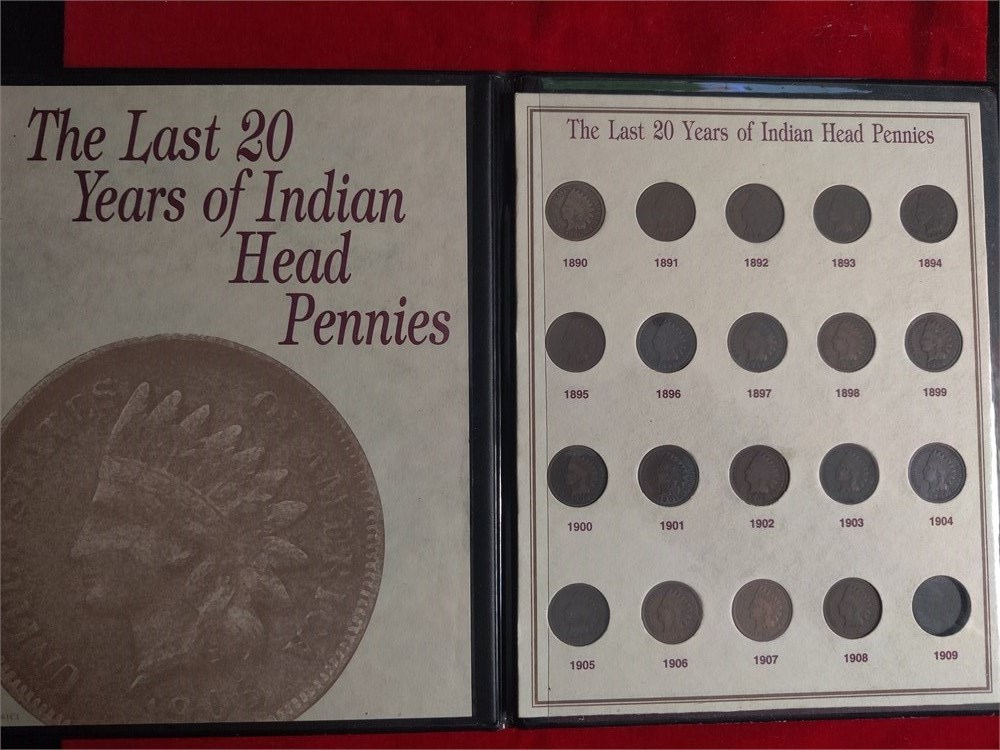 The Last 20
Years of Indian
Head
Pennies
The Last 20 Years of Indian Head Pennies
1890 1891 1892 1893 1894
1895 1896 1897 1898 1899
1900 1901 1902 1903 1904
1905 1906 1907 1908 1909